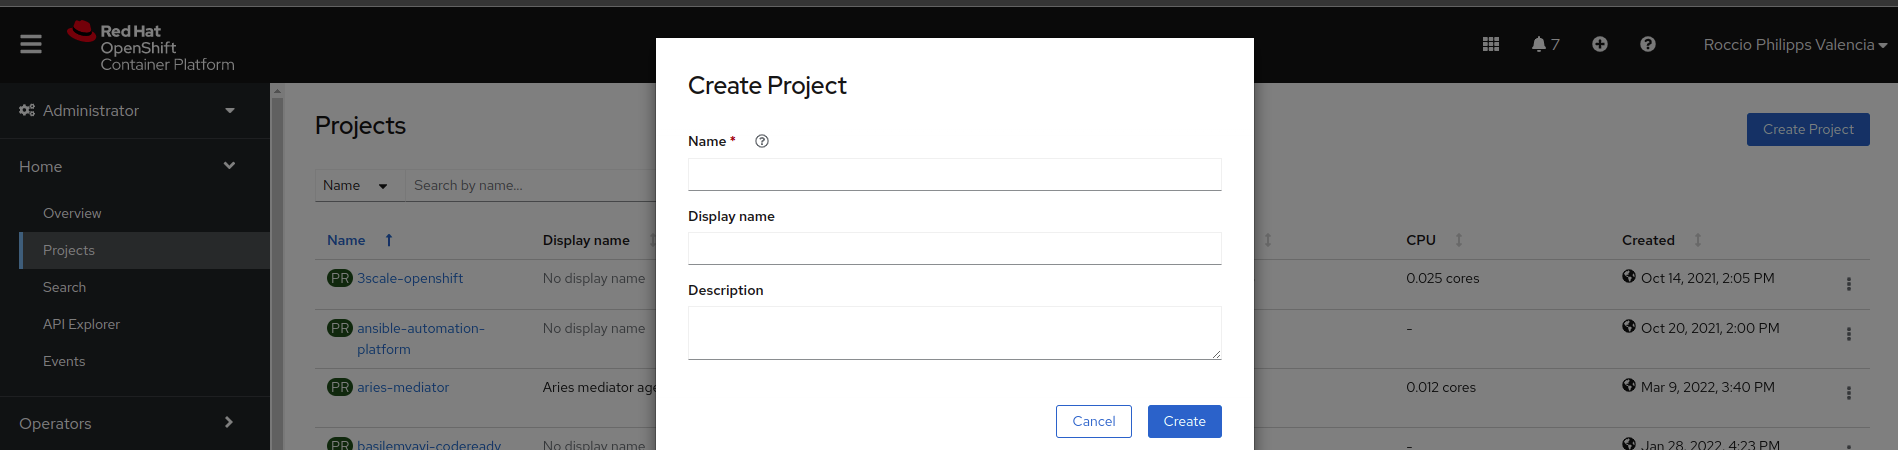 Red Hat
OpenShift
Container Platform
7
Roccio Philipps Valencia
Administrator
Home
Overview
Projects
Search
API Explorer
Events
Operators
Projects
Create Project
Name
Search by name...
Name
Display name
CPU
Created
PR 3scale-openshift
No display name
0.025 cores
Oct 14, 2021, 2:05 PM
PR ansible-automation-
platform
No display name
-
Oct 20, 2021, 2:00 PM
PR aries-mediator
Aries mediator age
0.012 cores
Mar 9, 2022, 3:40 PM
PR basilemyayi-codeready
No display name
-
Jan 28, 2022, 4:23 PM
Create Project
Name *
Display name
Description
Cancel
Create